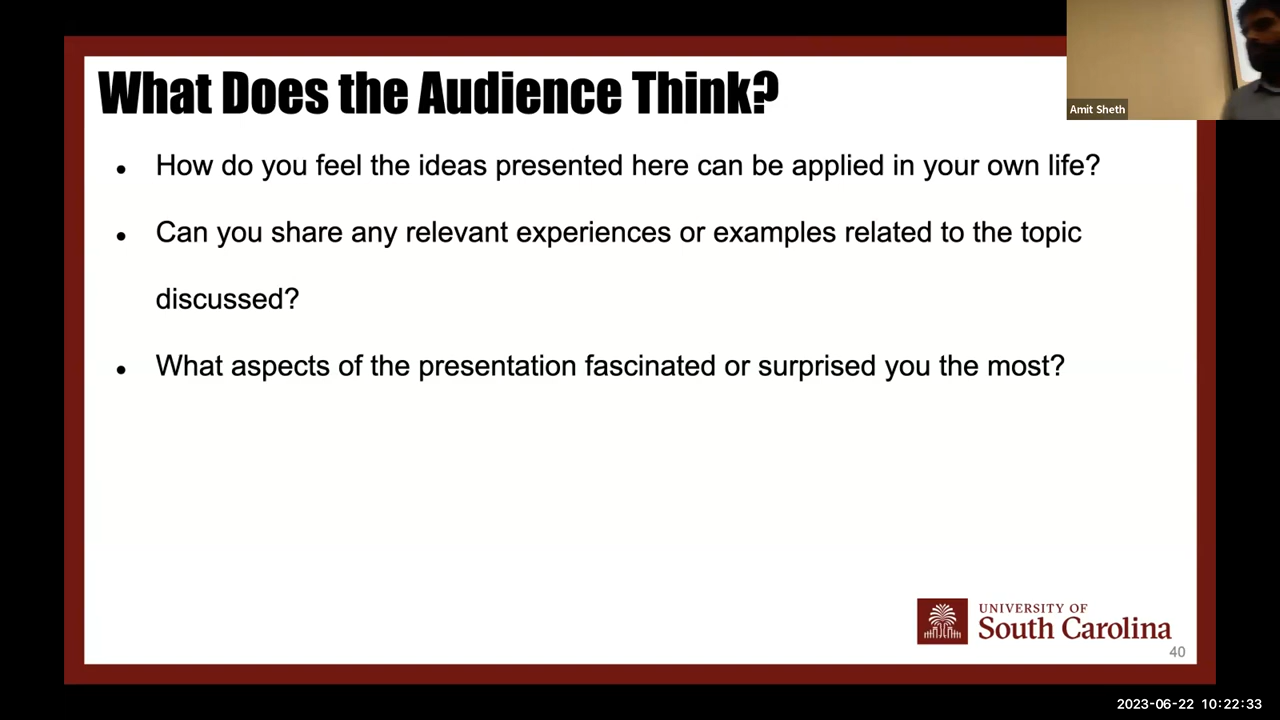 What Does the Audience Think?
Amit Sheth
● How do you feel the ideas presented here can be applied in your own life?
● Can you share any relevant experiences or examples related to the topic
discussed?
● What aspects of the presentation fascinated or surprised you the most?
UNIVERSITY OF
South Carolina
40
2023-06-22 10:22:33